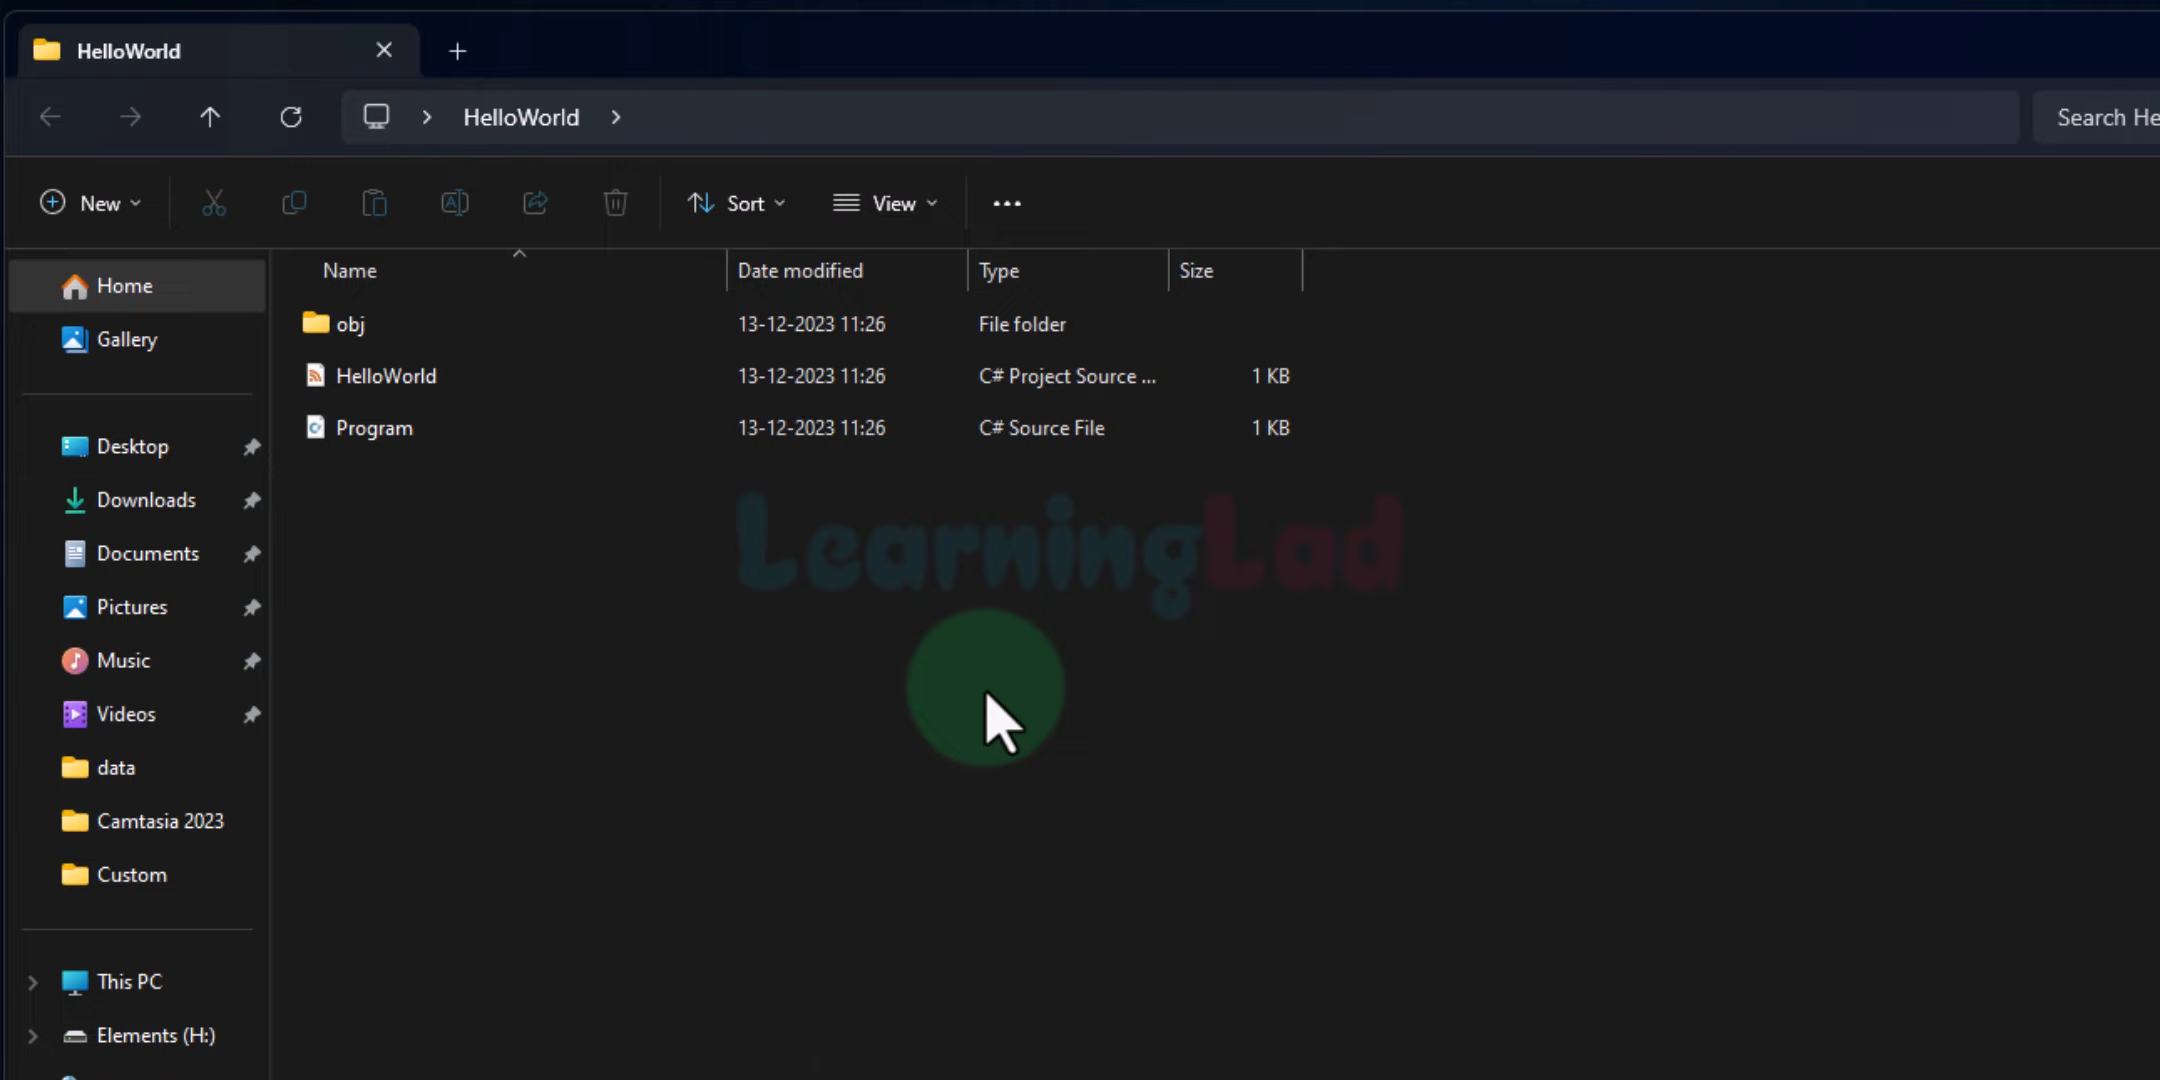 HelloWorld
HelloWorld
Search He
New
Sort
View
Name
Date modified
Type
Size
Home
Gallery
obj
13-12-2023 11:26
File folder
HelloWorld
13-12-2023 11:26
C# Project Source ...
1 KB
Program
13-12-2023 11:26
C# Source File
1 KB
Desktop
Downloads
Documents
Pictures
Music
Videos
data
Camtasia 2023
Custom
This PC
Elements (H:)
LearningLad